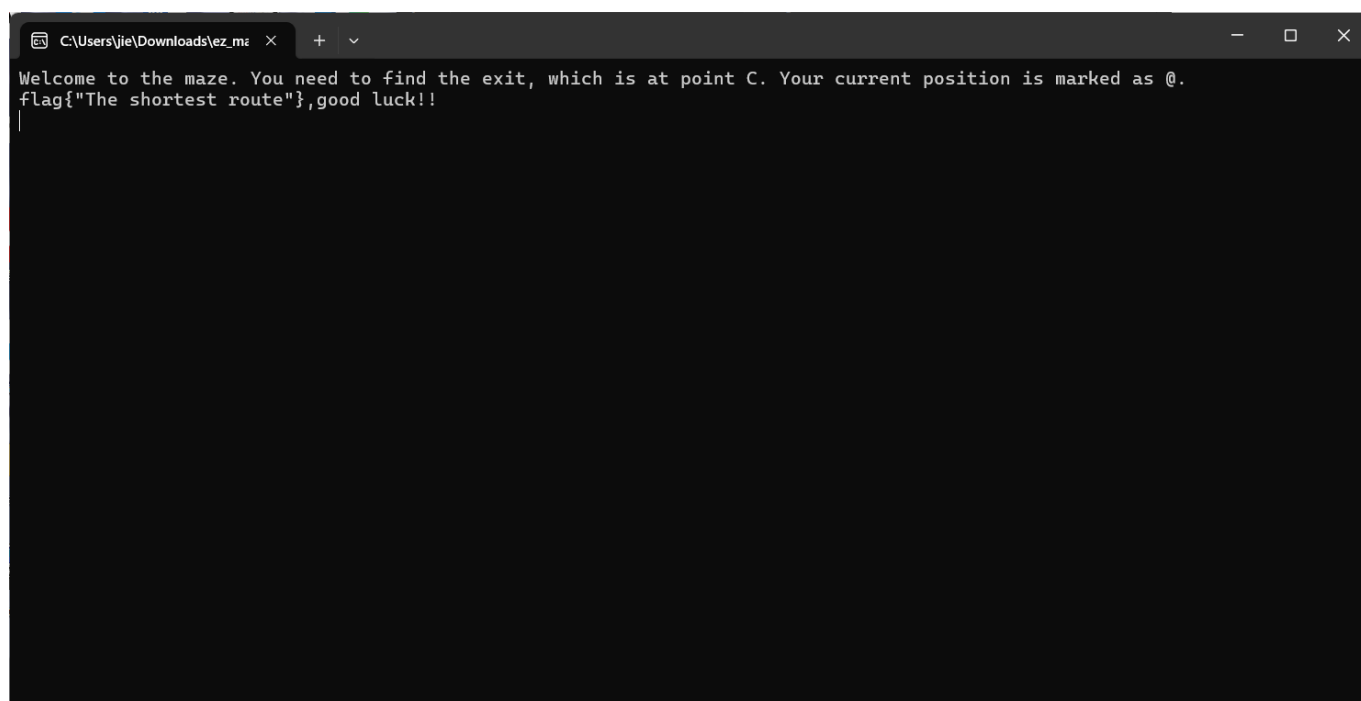 C:\Users\jie\Downloads\ez_ma
Welcome to the maze. You need to find the exit, which is at point C. Your current position is marked as @.
flag{"The shortest route"},good luck!!